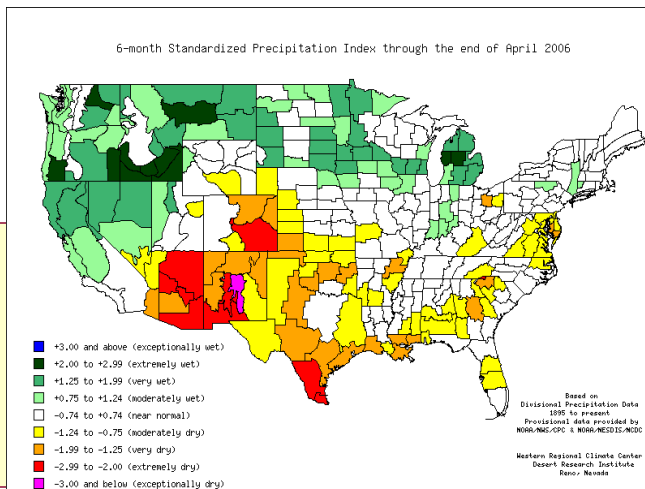 6-month Standardized Precipitation Index through the end of April 2006
+3.00 and above (exceptionally wet)
+2.00 to +2.99 (extremely wet)
+1.25 to +1.99 (very wet)
+0.75 to +1.24 (moderately wet)
-0.74 to +0.74 (near normal)
-1.24 to -0.75 (moderately dry)
-1.99 to -1.25 (very dry)
-2.99 to -2.00 (extremely dry)
-3.00 and below (exceptionally dry)
Based on
Divisional Precipitation Data
1895 to present
Provisional data provided by
NOAA/NWS/CPC & NOAA/NESDIS/NCDC
Western Regional Climate Center
Desert Research Institute
Reno, Nevada